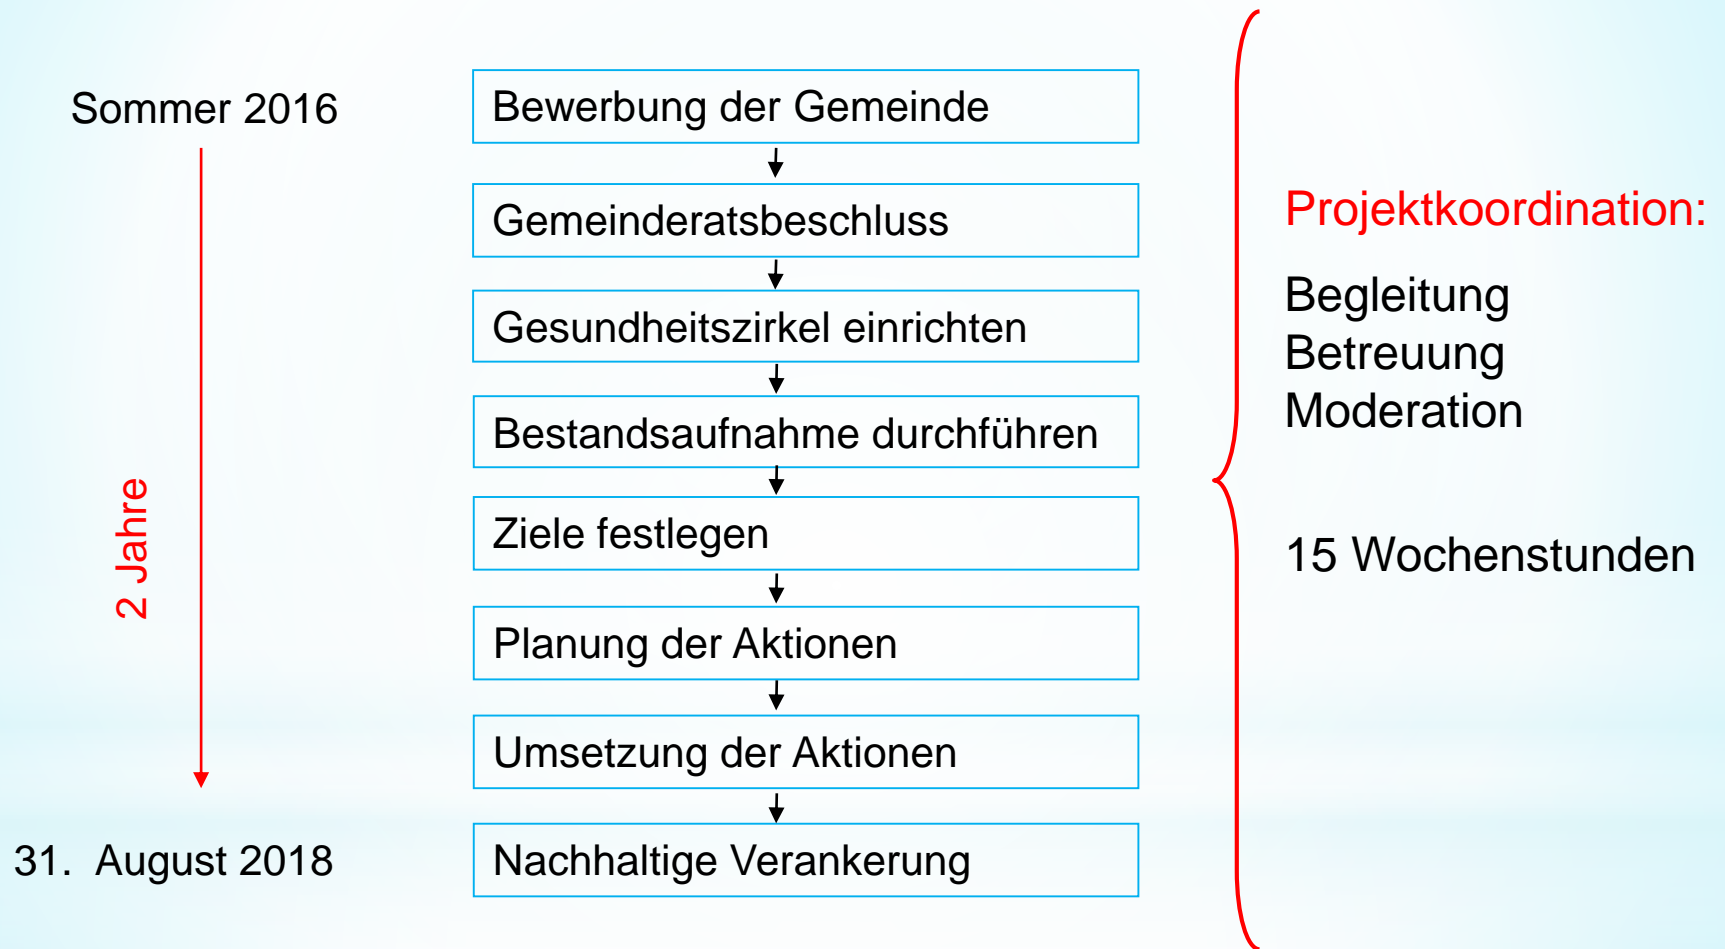 Sommer 2016
2 Jahre
31. August 2018
Bewerbung der Gemeinde
Gemeinderatsbeschluss
Gesundheitszirkel einrichten
Bestandsaufnahme durchführen
Ziele festlegen
Planung der Aktionen
Umsetzung der Aktionen
Nachhaltige Verankerung
Projektkoordination:
Begleitung
Betreuung
Moderation
15 Wochenstunden